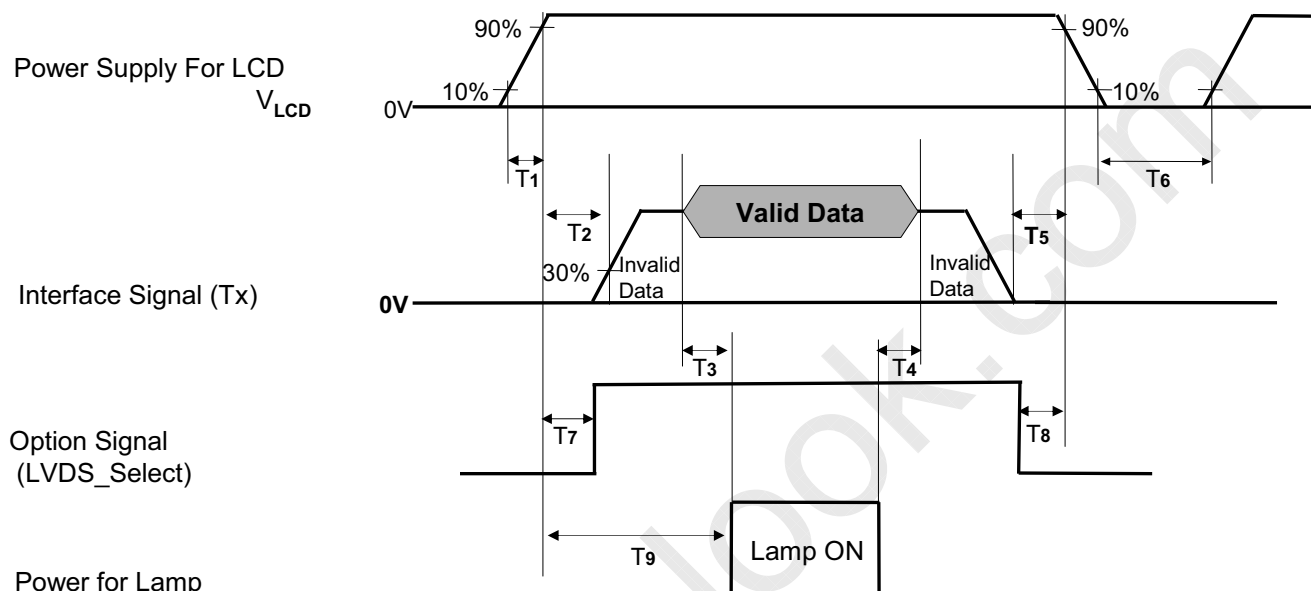 90%
90%
Power Supply For LCD
VLCD
10%
0V
10%
T1
T6
T2
Valid Data
T5
30%
Invalid
Data
Invalid
Data
Interface Signal (Tx)
0V
T3
T4
Option Signal
(LVDS_Select)
T7
T8
T9
Lamp ON
Power for Lamp
look.com